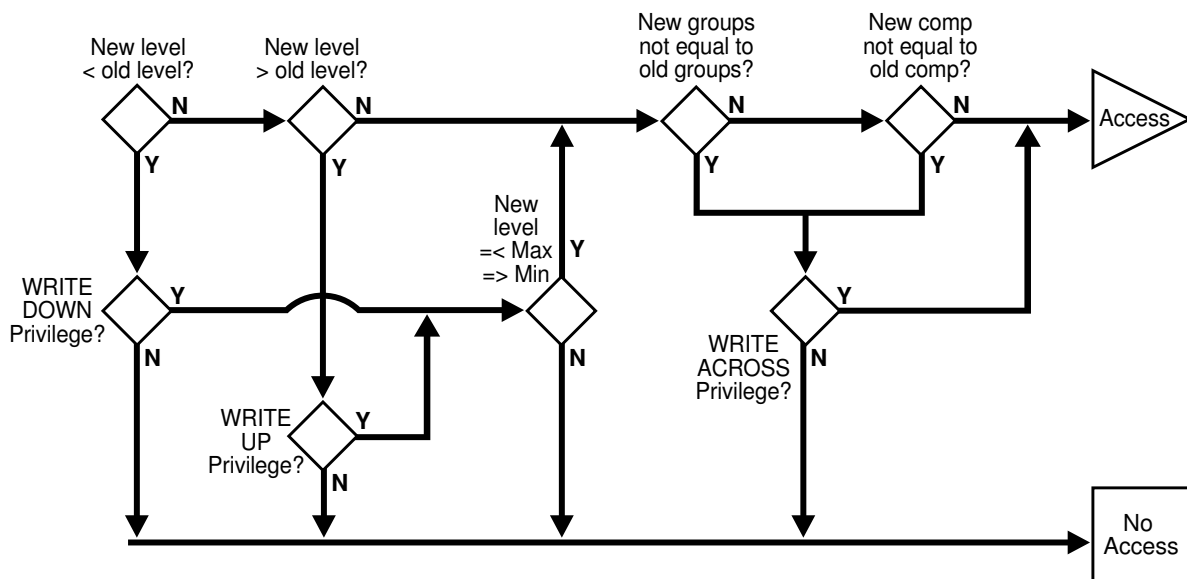 New level
< old level?
New level
> old level?
New groups
not equal to
old groups?
New comp
not equal to
old comp?
N
N
N
N
Access
Y
Y
Y
Y
New
level
=< Max
=> Min
Y
WRITE
DOWN
Privilege?
Y
N
N
Y
WRITE
ACROSS
Privilege?
N
WRITE
UP
Privilege?
Y
N
No
Access